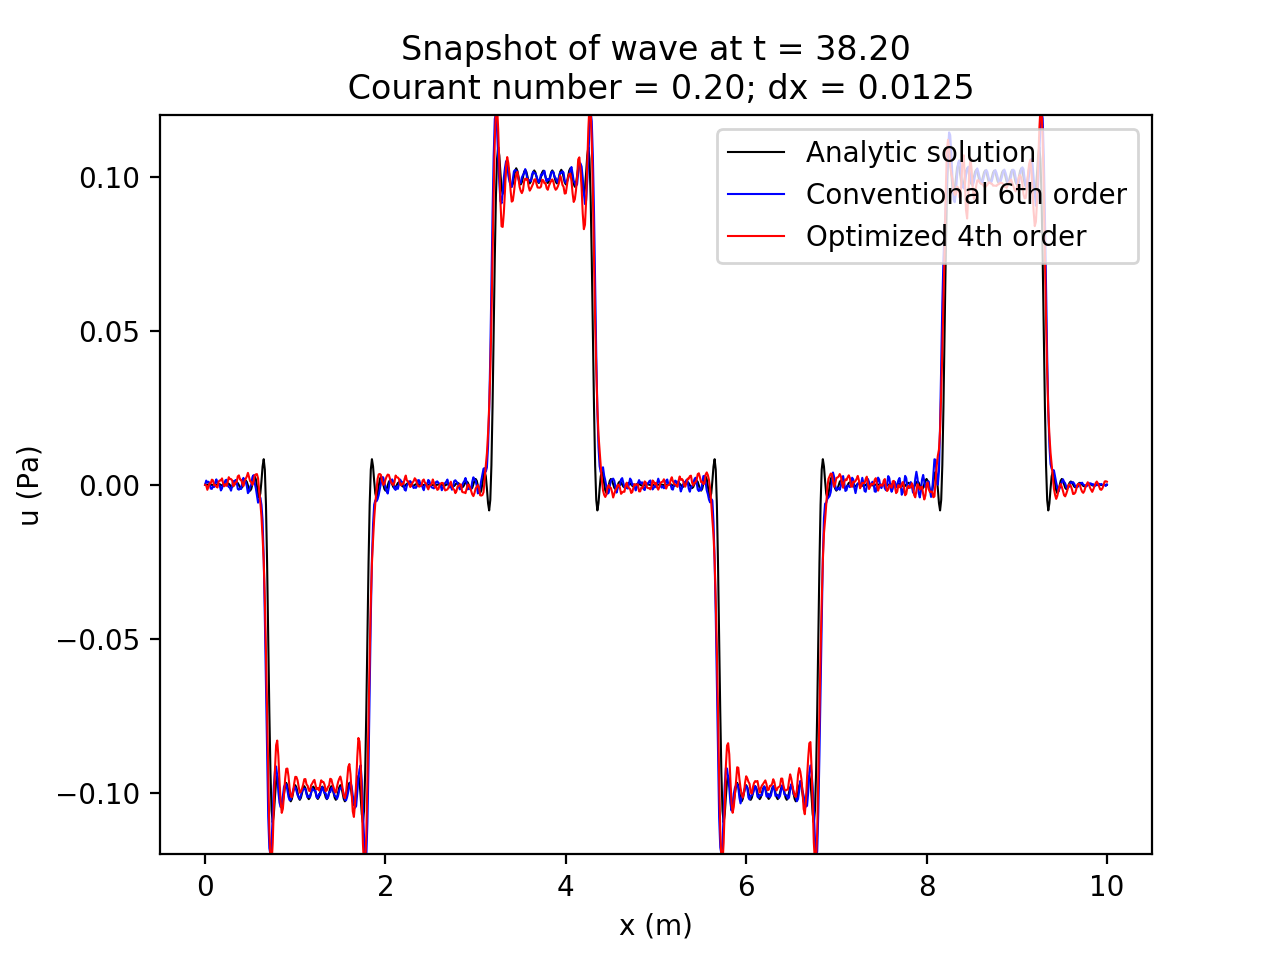 Snapshot of wave at t = 38.20
Courant number = 0.20; dx = 0.0125
Analytic solution
Conventional 6th order
Optimized 4th order
0.10
0.05
0.00
−0.05
−0.10
u (Pa)
0 2 4 6 8 10
x (m)